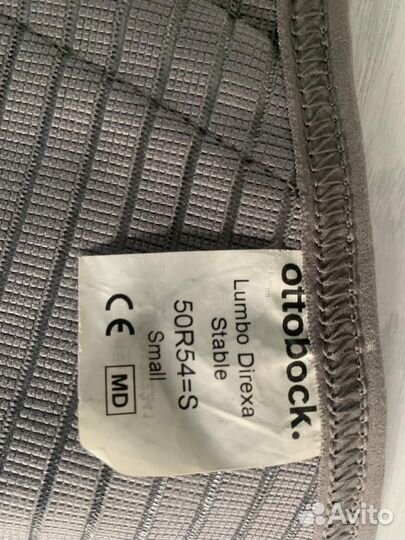 ottobock.
Lumbo Direxa
Stable
50R54=S
Small
CE MD
Avito